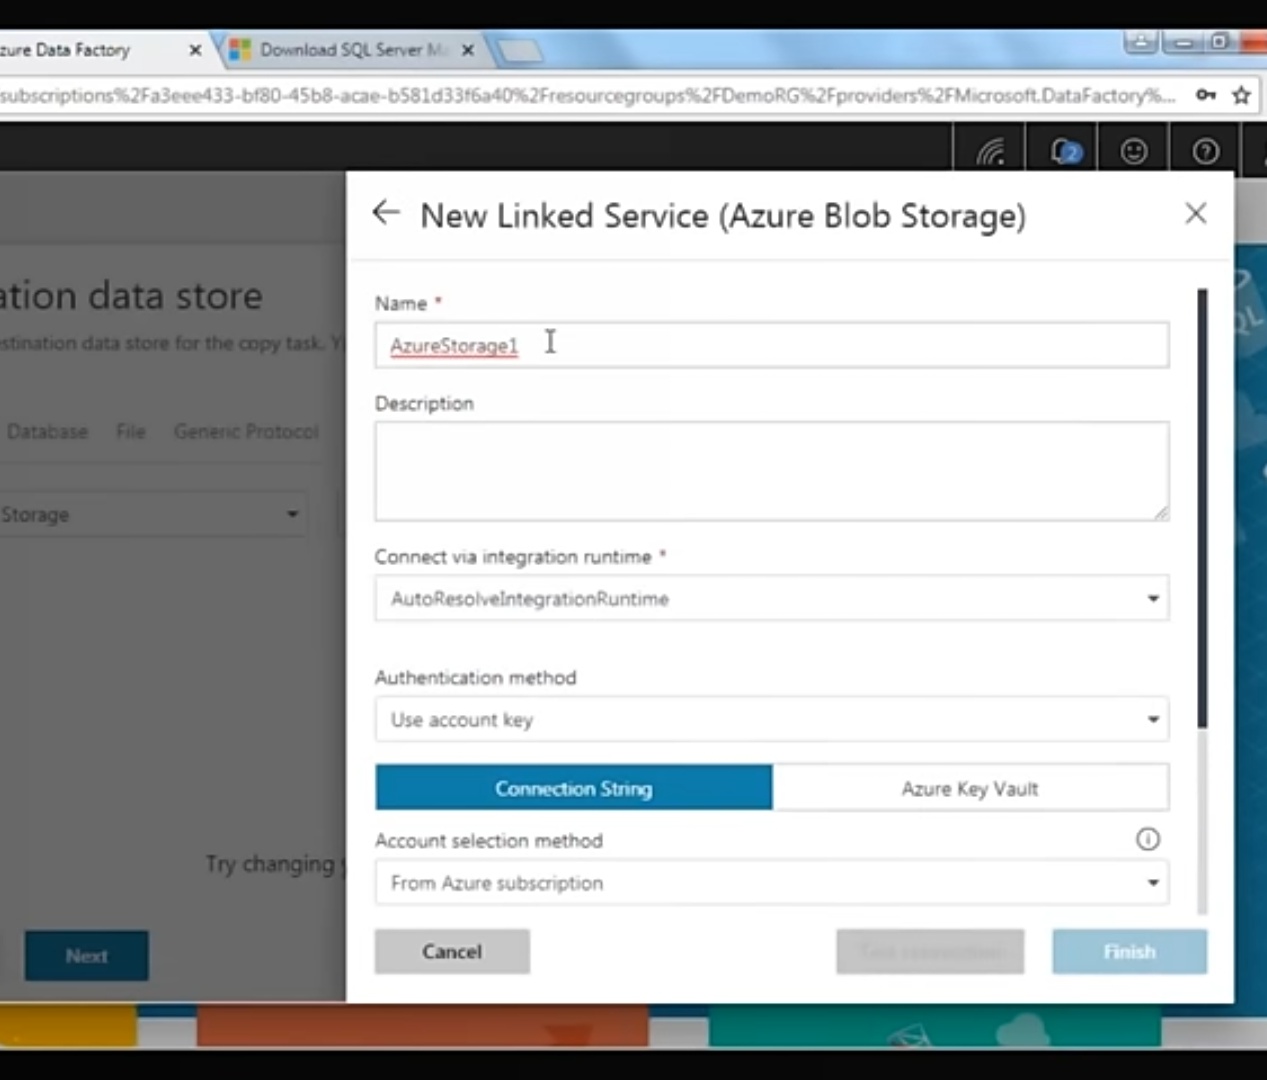 zure Data Factory
Download SQL Server M
subscriptions%2Fa3eee433-bf80-45b8-acae-b581d33f6a40%2Fresourcegroups%2FDemoRG%2Fproviders%2FMicrosoft.DataFactory%...
2
New Linked Service (Azure Blob Storage)
ation data store
stination data store for the copy task. Y
Database File Generic Protocol
Storage
Try changing
Next
Name *
AzureStorage1
Description
Connect via integration runtime *
AutoResolveIntegrationRuntime
Authentication method
Use account key
Connection String
Azure Key Vault
Account selection method
From Azure subscription
Cancel
Finish